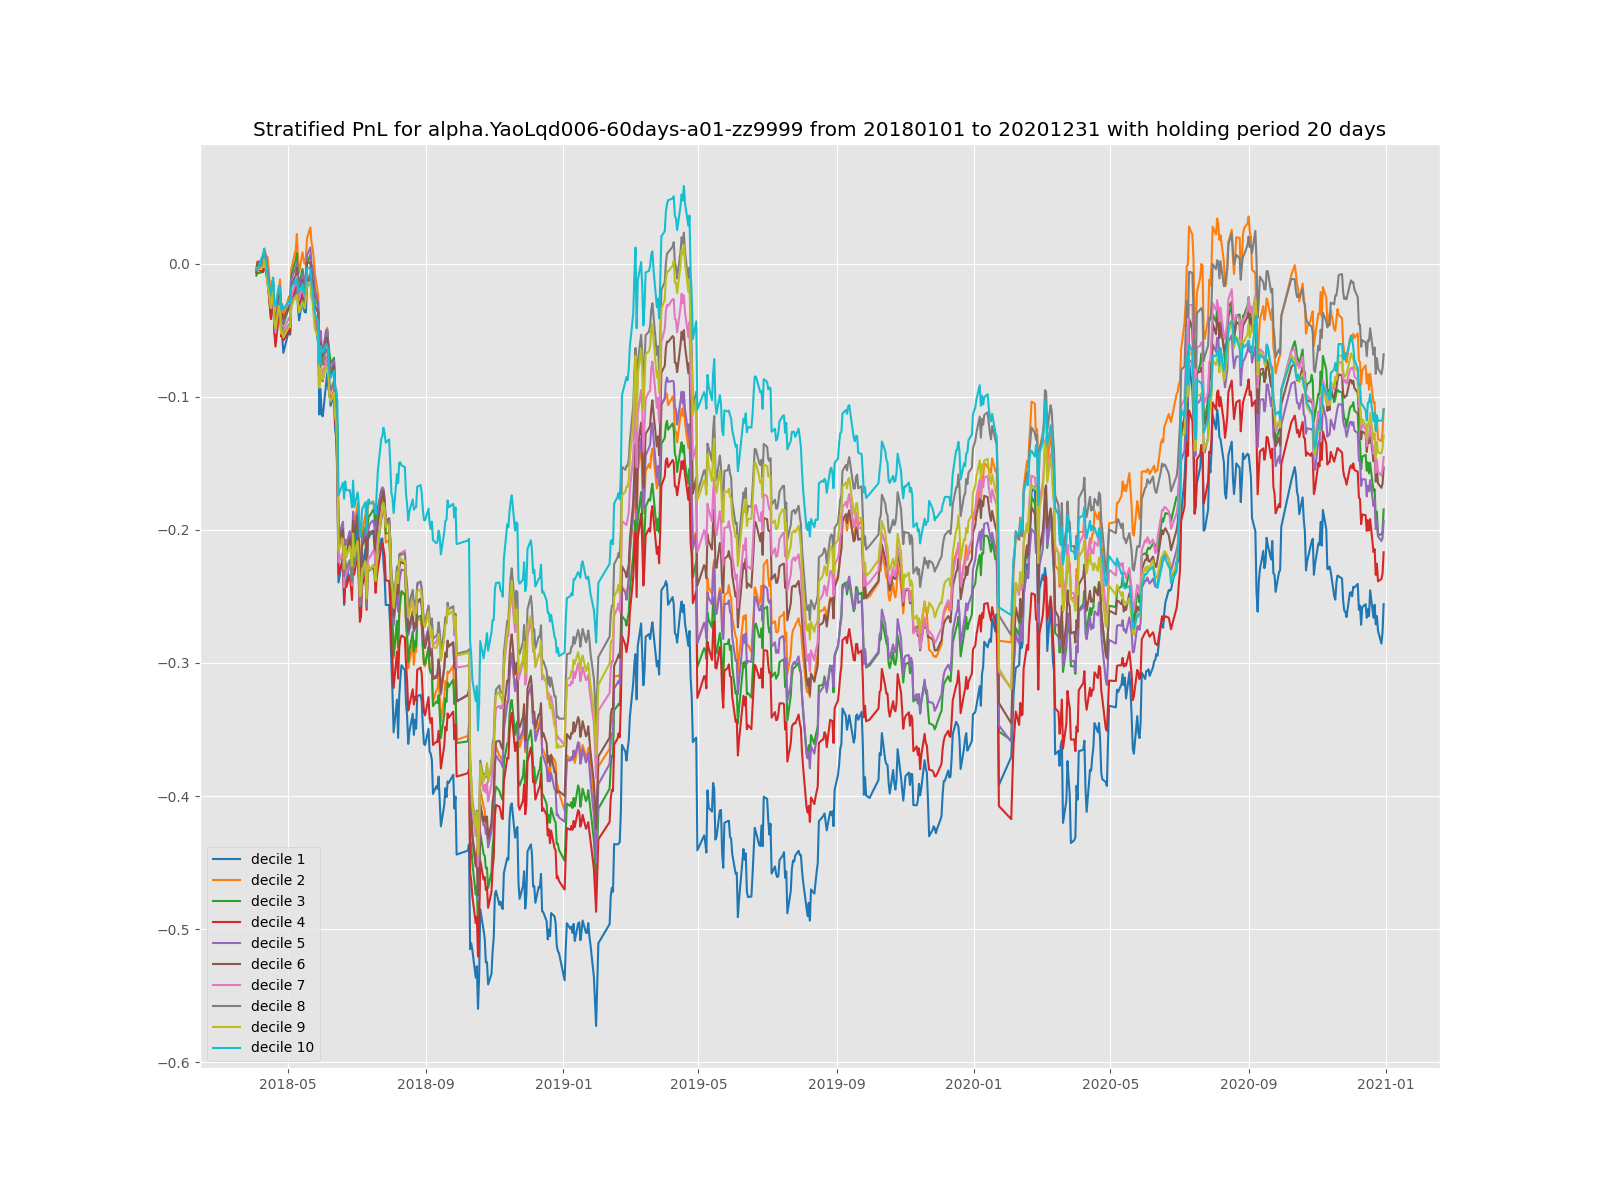 Stratified PnL for alpha.YaoLqd006-60days-a01-zz9999 from 20180101 to 20201231 with holding period 20 days
0.0
−0.1
−0.2
−0.3
−0.4
−0.5
−0.6
decile 1
decile 2
decile 3
decile 4
decile 5
decile 6
decile 7
decile 8
decile 9
decile 10
2018-05 2018-09 2019-01 2019-05 2019-09 2020-01 2020-05 2020-09 2021-01